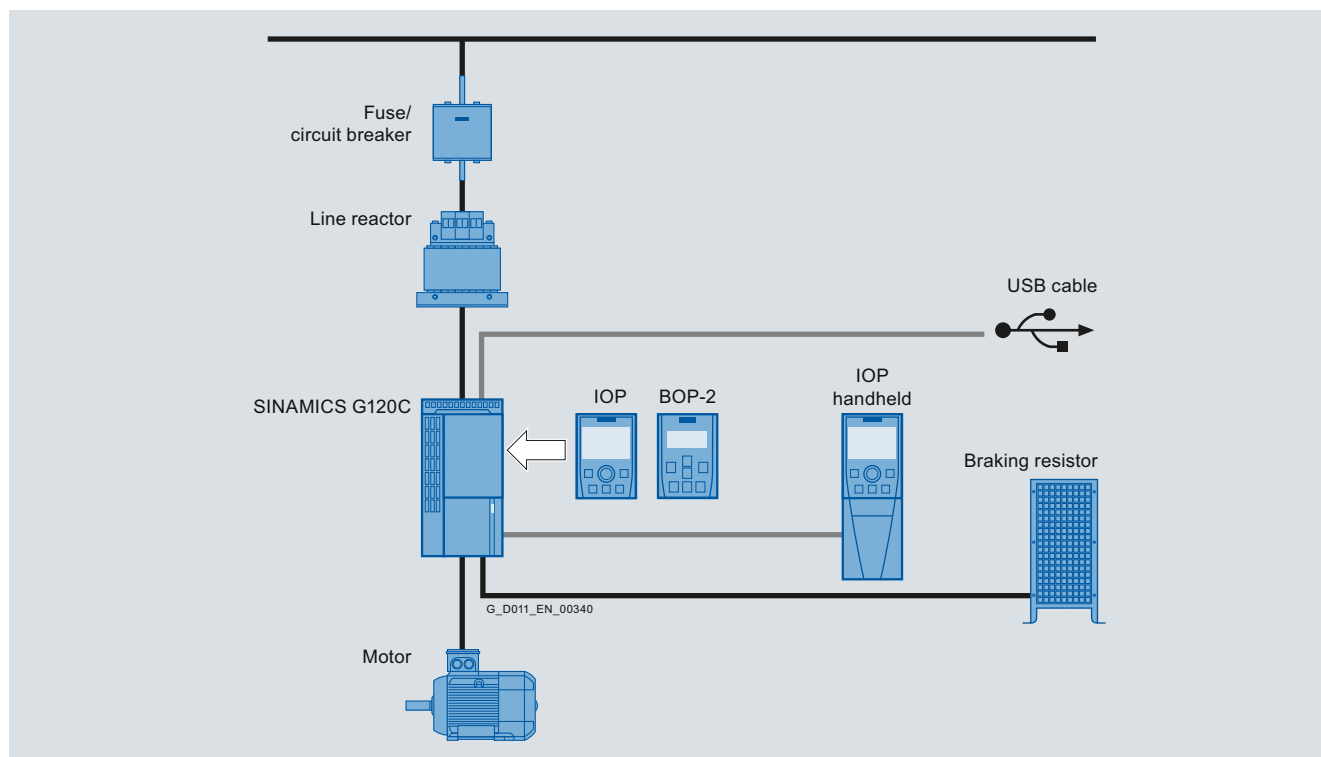 Fuse/
circuit breaker
Line reactor
USB cable
IOP
handheld
SINAMICS G120C
IOP
BOP-2
Braking resistor
G_D011_EN_00340
Motor